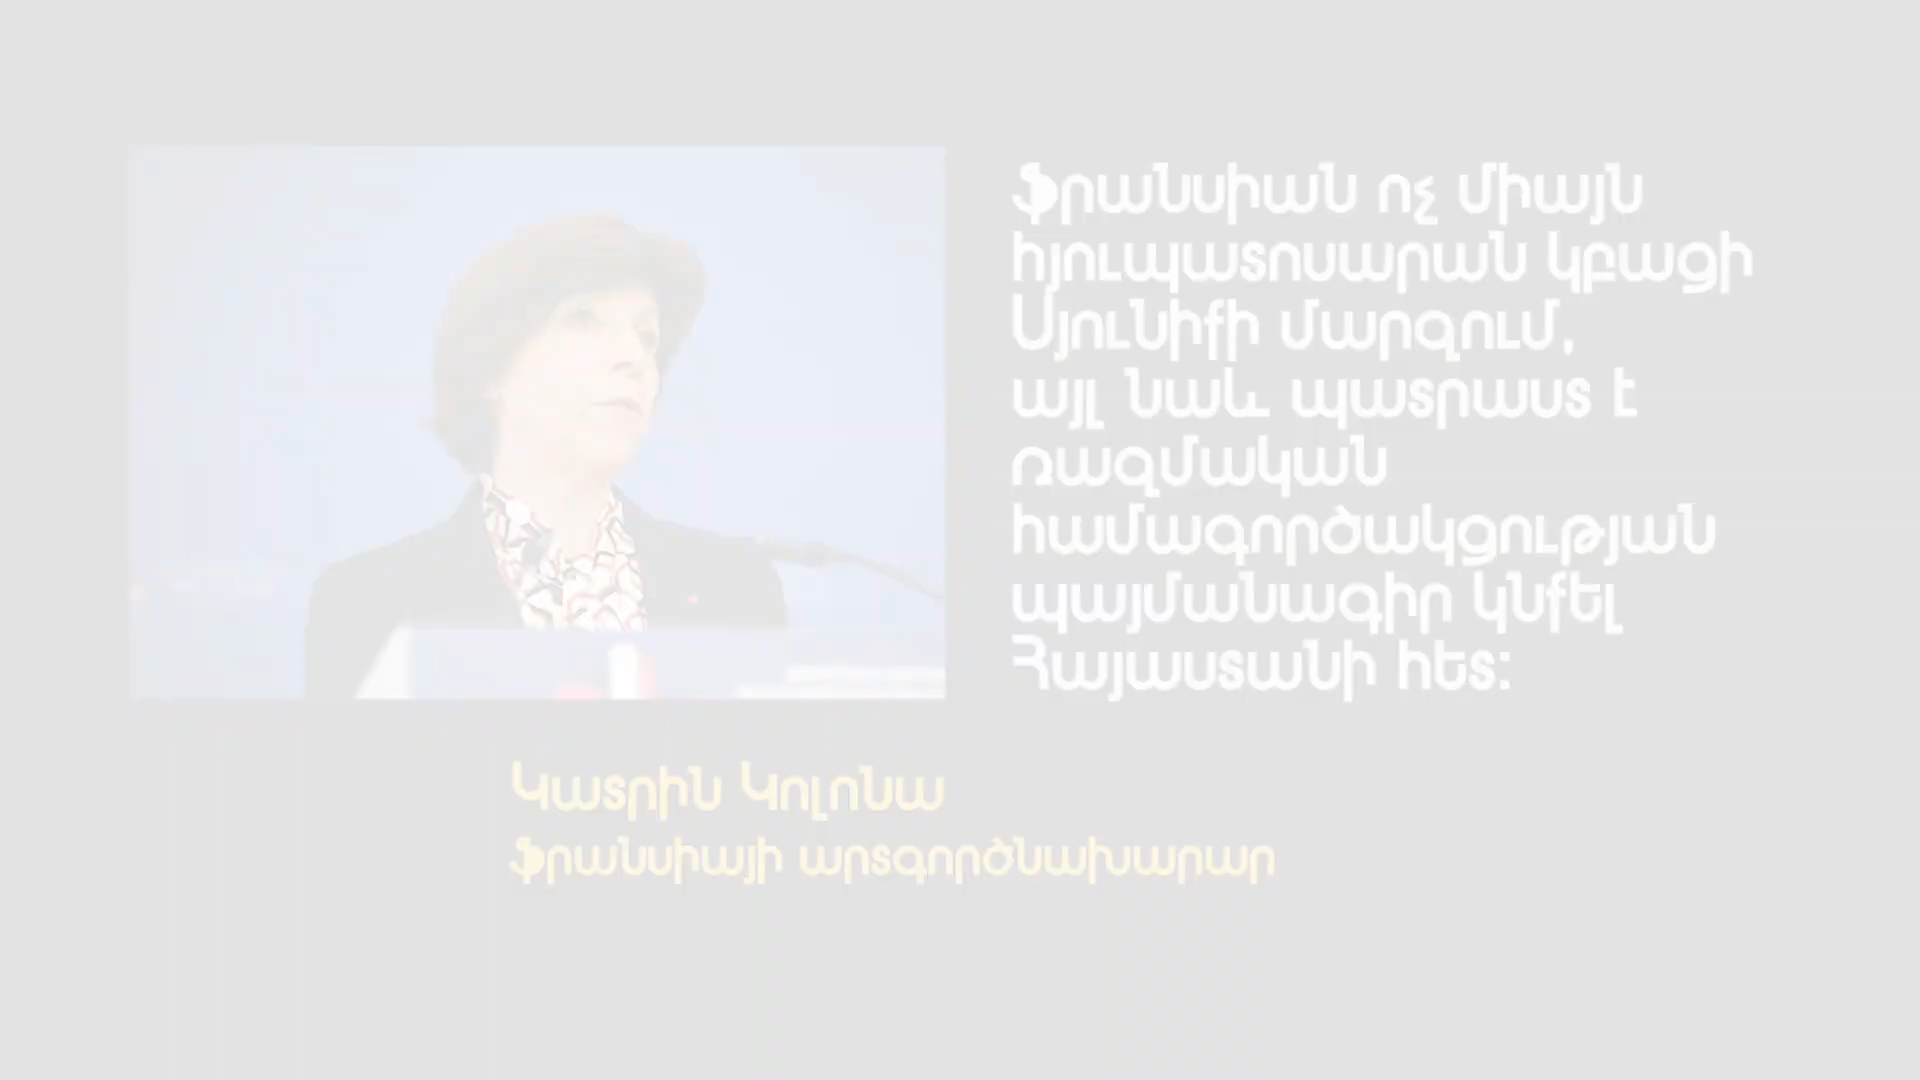 Ֆրանսիան ոչ միայն
հյուպատոսարան կբացի
Սյունիքի մարզում,
այլ նաև պատրաստ է
ռազմական
համագործակցության
պայմանագիր կնքել
Հայաստանի հետ:
Կատրին Կոլոնա
Ֆրանսիայի արտգործնախարար